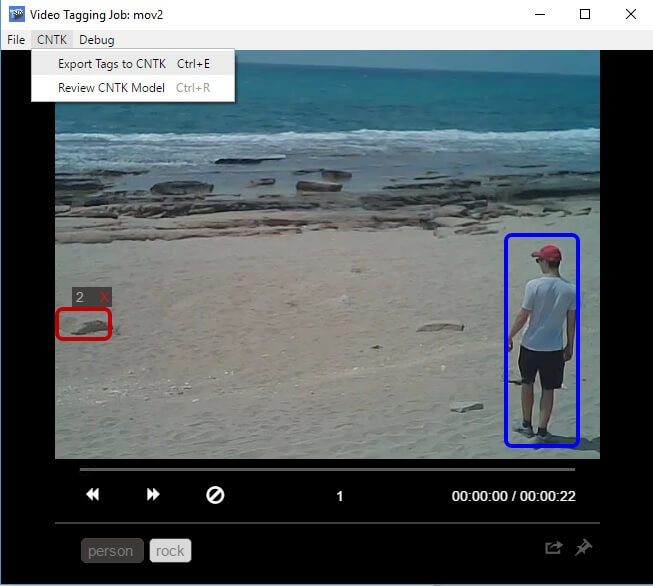 Video Tagging Job: mov2
File CNTK Debug
Export Tags to CNTK Ctrl+E
Review CNTK Model Ctrl+R
2 X
1 00:00:00 / 00:00:22
person rock